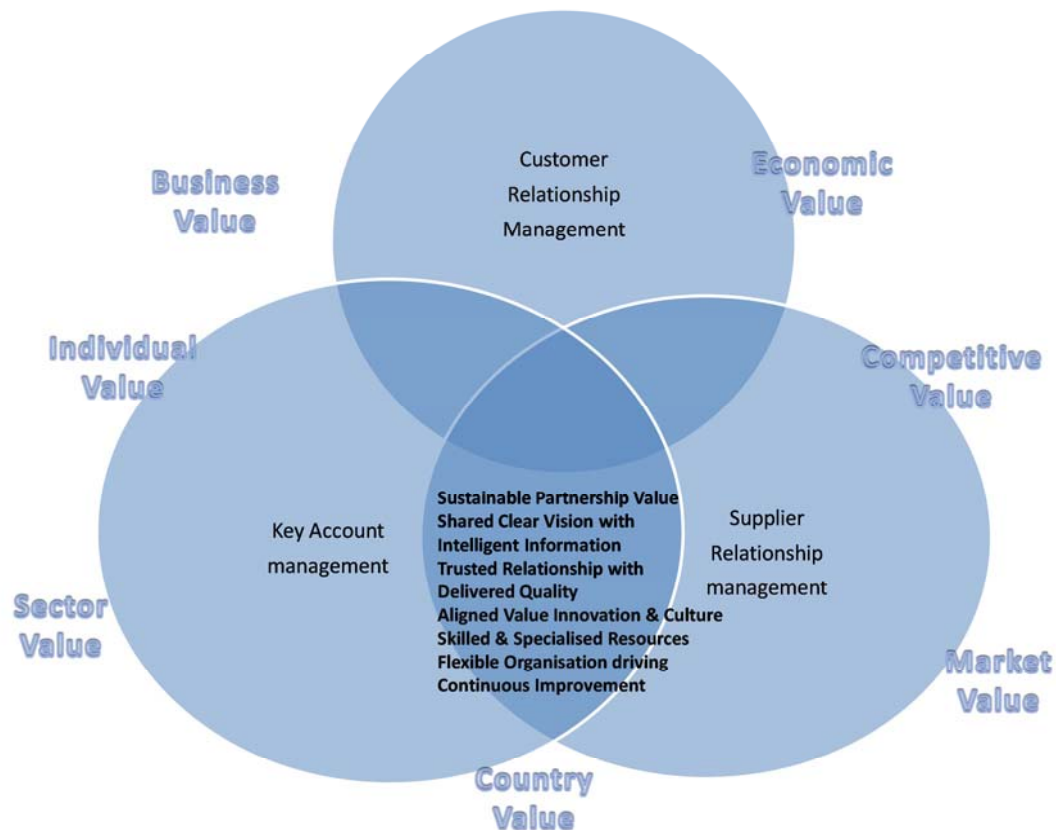 Customer
Relationship
Management
Business
Value
Economic
Value
Individual
Value
Competitive
Value
Key Account
management
Sustainable Partnership Value
Shared Clear Vision with
Intelligent Information
Trusted Relationship with
Delivered Quality
Aligned Value Innovation & Culture
Skilled & Specialised Resources
Flexible Organisation driving
Continuous Improvement
Supplier
Relationship
management
Sector
Value
Market
Value
Country
Value